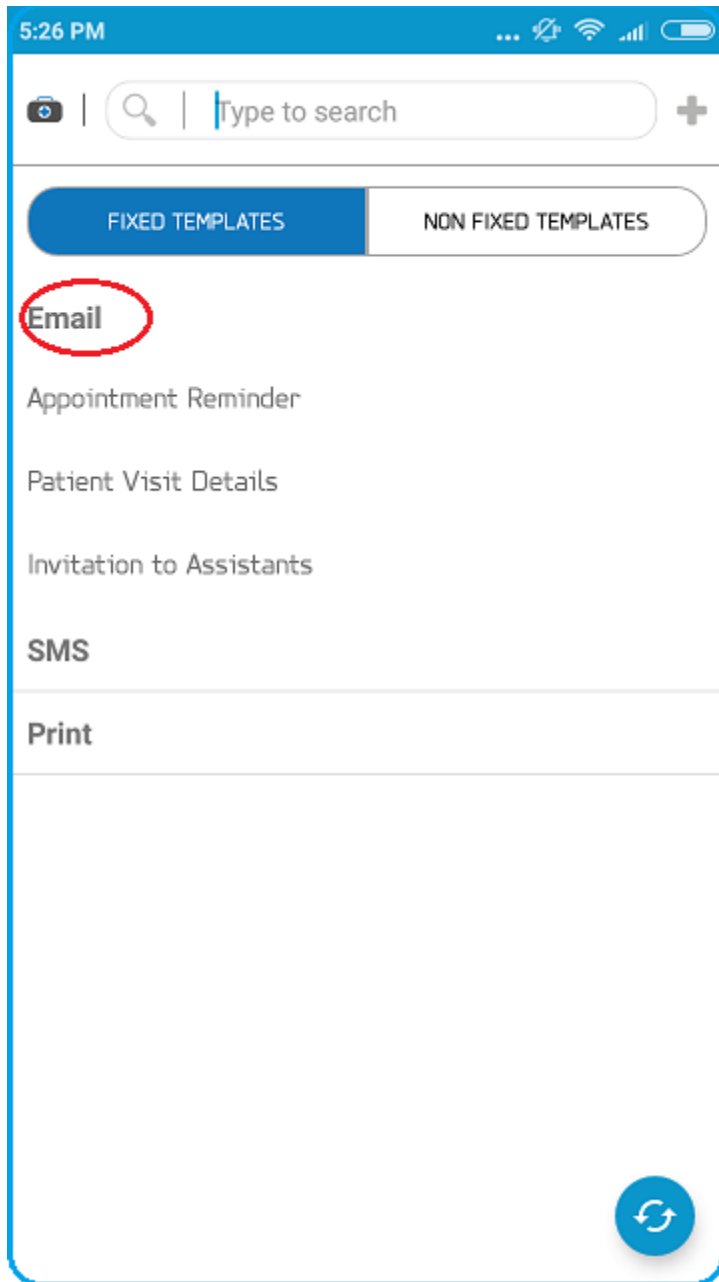 5:26 PM
Type to search
FIXED TEMPLATES NON FIXED TEMPLATES
Email
Appointment Reminder
Patient Visit Details
Invitation to Assistants
SMS
Print